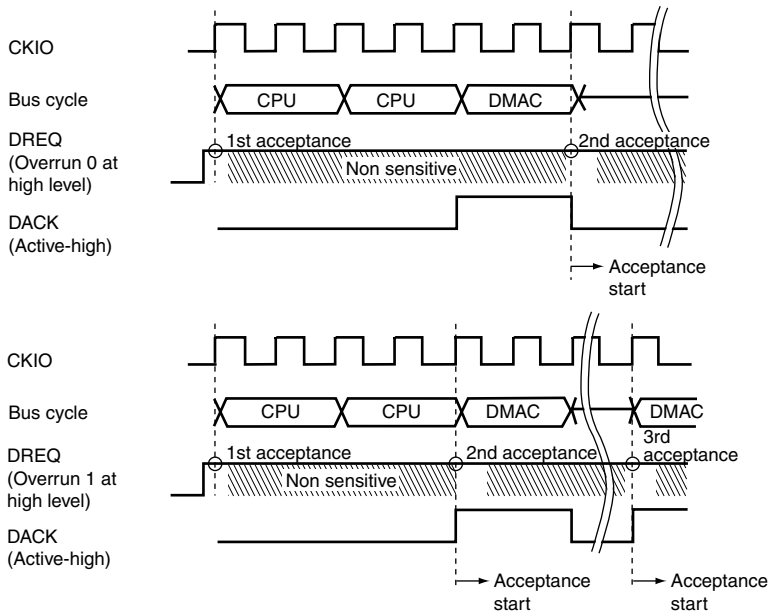 CKIO
Bus cycle
CPU CPU DMAC
DREQ
(Overrun 0 at
high level)
1st acceptance
2nd acceptance
Non sensitive
DACK
(Active-high)
Acceptance
start
CKIO
Bus cycle
CPU CPU DMAC DMAC
DREQ
(Overrun 1 at
high level)
1st acceptance
2nd acceptance
3rd
acceptance
Non sensitive
DACK
(Active-high)
Acceptance
start
Acceptance
start